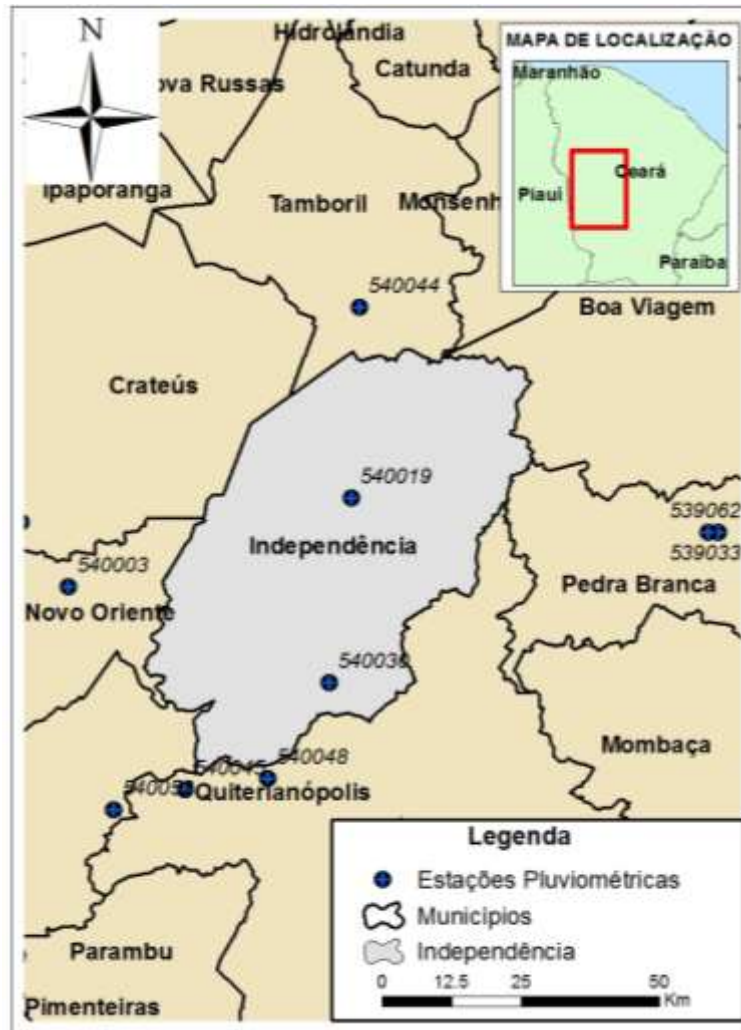 N
Hidrolândia
Catunda
ova Russas
Ipaporanga
Tamboril
Monsenh
MAPA DE LOCALIZAÇÃO
Maranhão
Ceará
Piauí
Paraíba
Boa Viagem
540044
Crateús
540019
539062
539033
Independência
540003
Pedra Branca
Novo Oriente
540030
Mombaça
540048
Quiterianópolis
Parambu
Pimenteiras
Legenda
Estações Pluviométricas
Municípios
Independência
0 12.5 25 50
Km